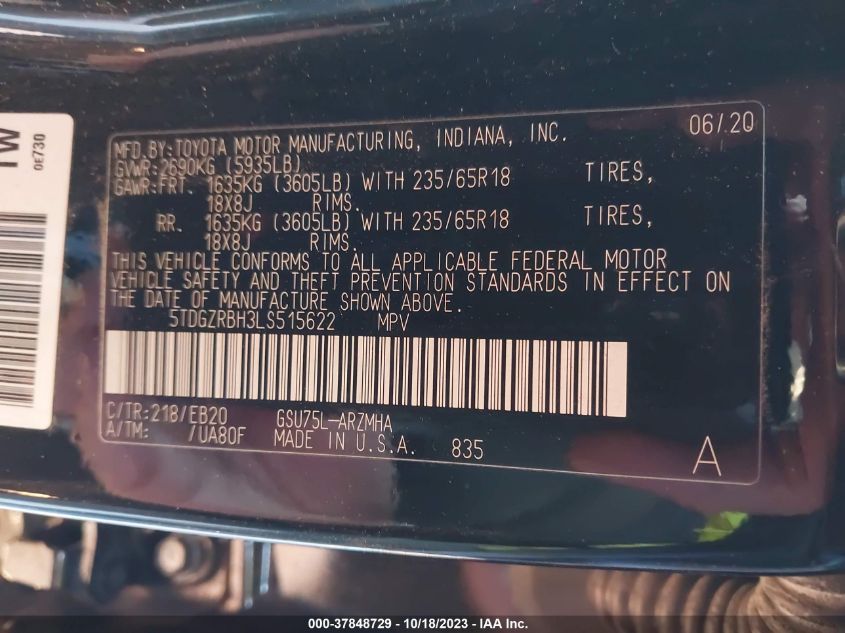 1W
0E730
MFD.BY:TOYOTA MOTOR MANUFACTURING, INDIANA, INC. 06/20
GVWR:2690KG (5935LB)
GAWR:FRT. 1635KG (3605LB) WITH 235/65R18 TIRES,
18X8J RIMS.
RR. 1635KG (3605LB) WITH 235/65R18 TIRES,
18X8J RIMS.
THIS VEHICLE CONFORMS TO ALL APPLICABLE FEDERAL MOTOR
VEHICLE SAFETY AND THEFT PREVENTION STANDARDS IN EFFECT ON
THE DATE OF MANUFACTURE SHOWN ABOVE.
5TDGZRBH3LS515622 MPV
C/TR:218/EB20 GSU75L-ARZMHA
A/TM: /UA80F MADE IN U.S.A. 835
A
000-37848729 - 10/18/2023 - IAA Inc.